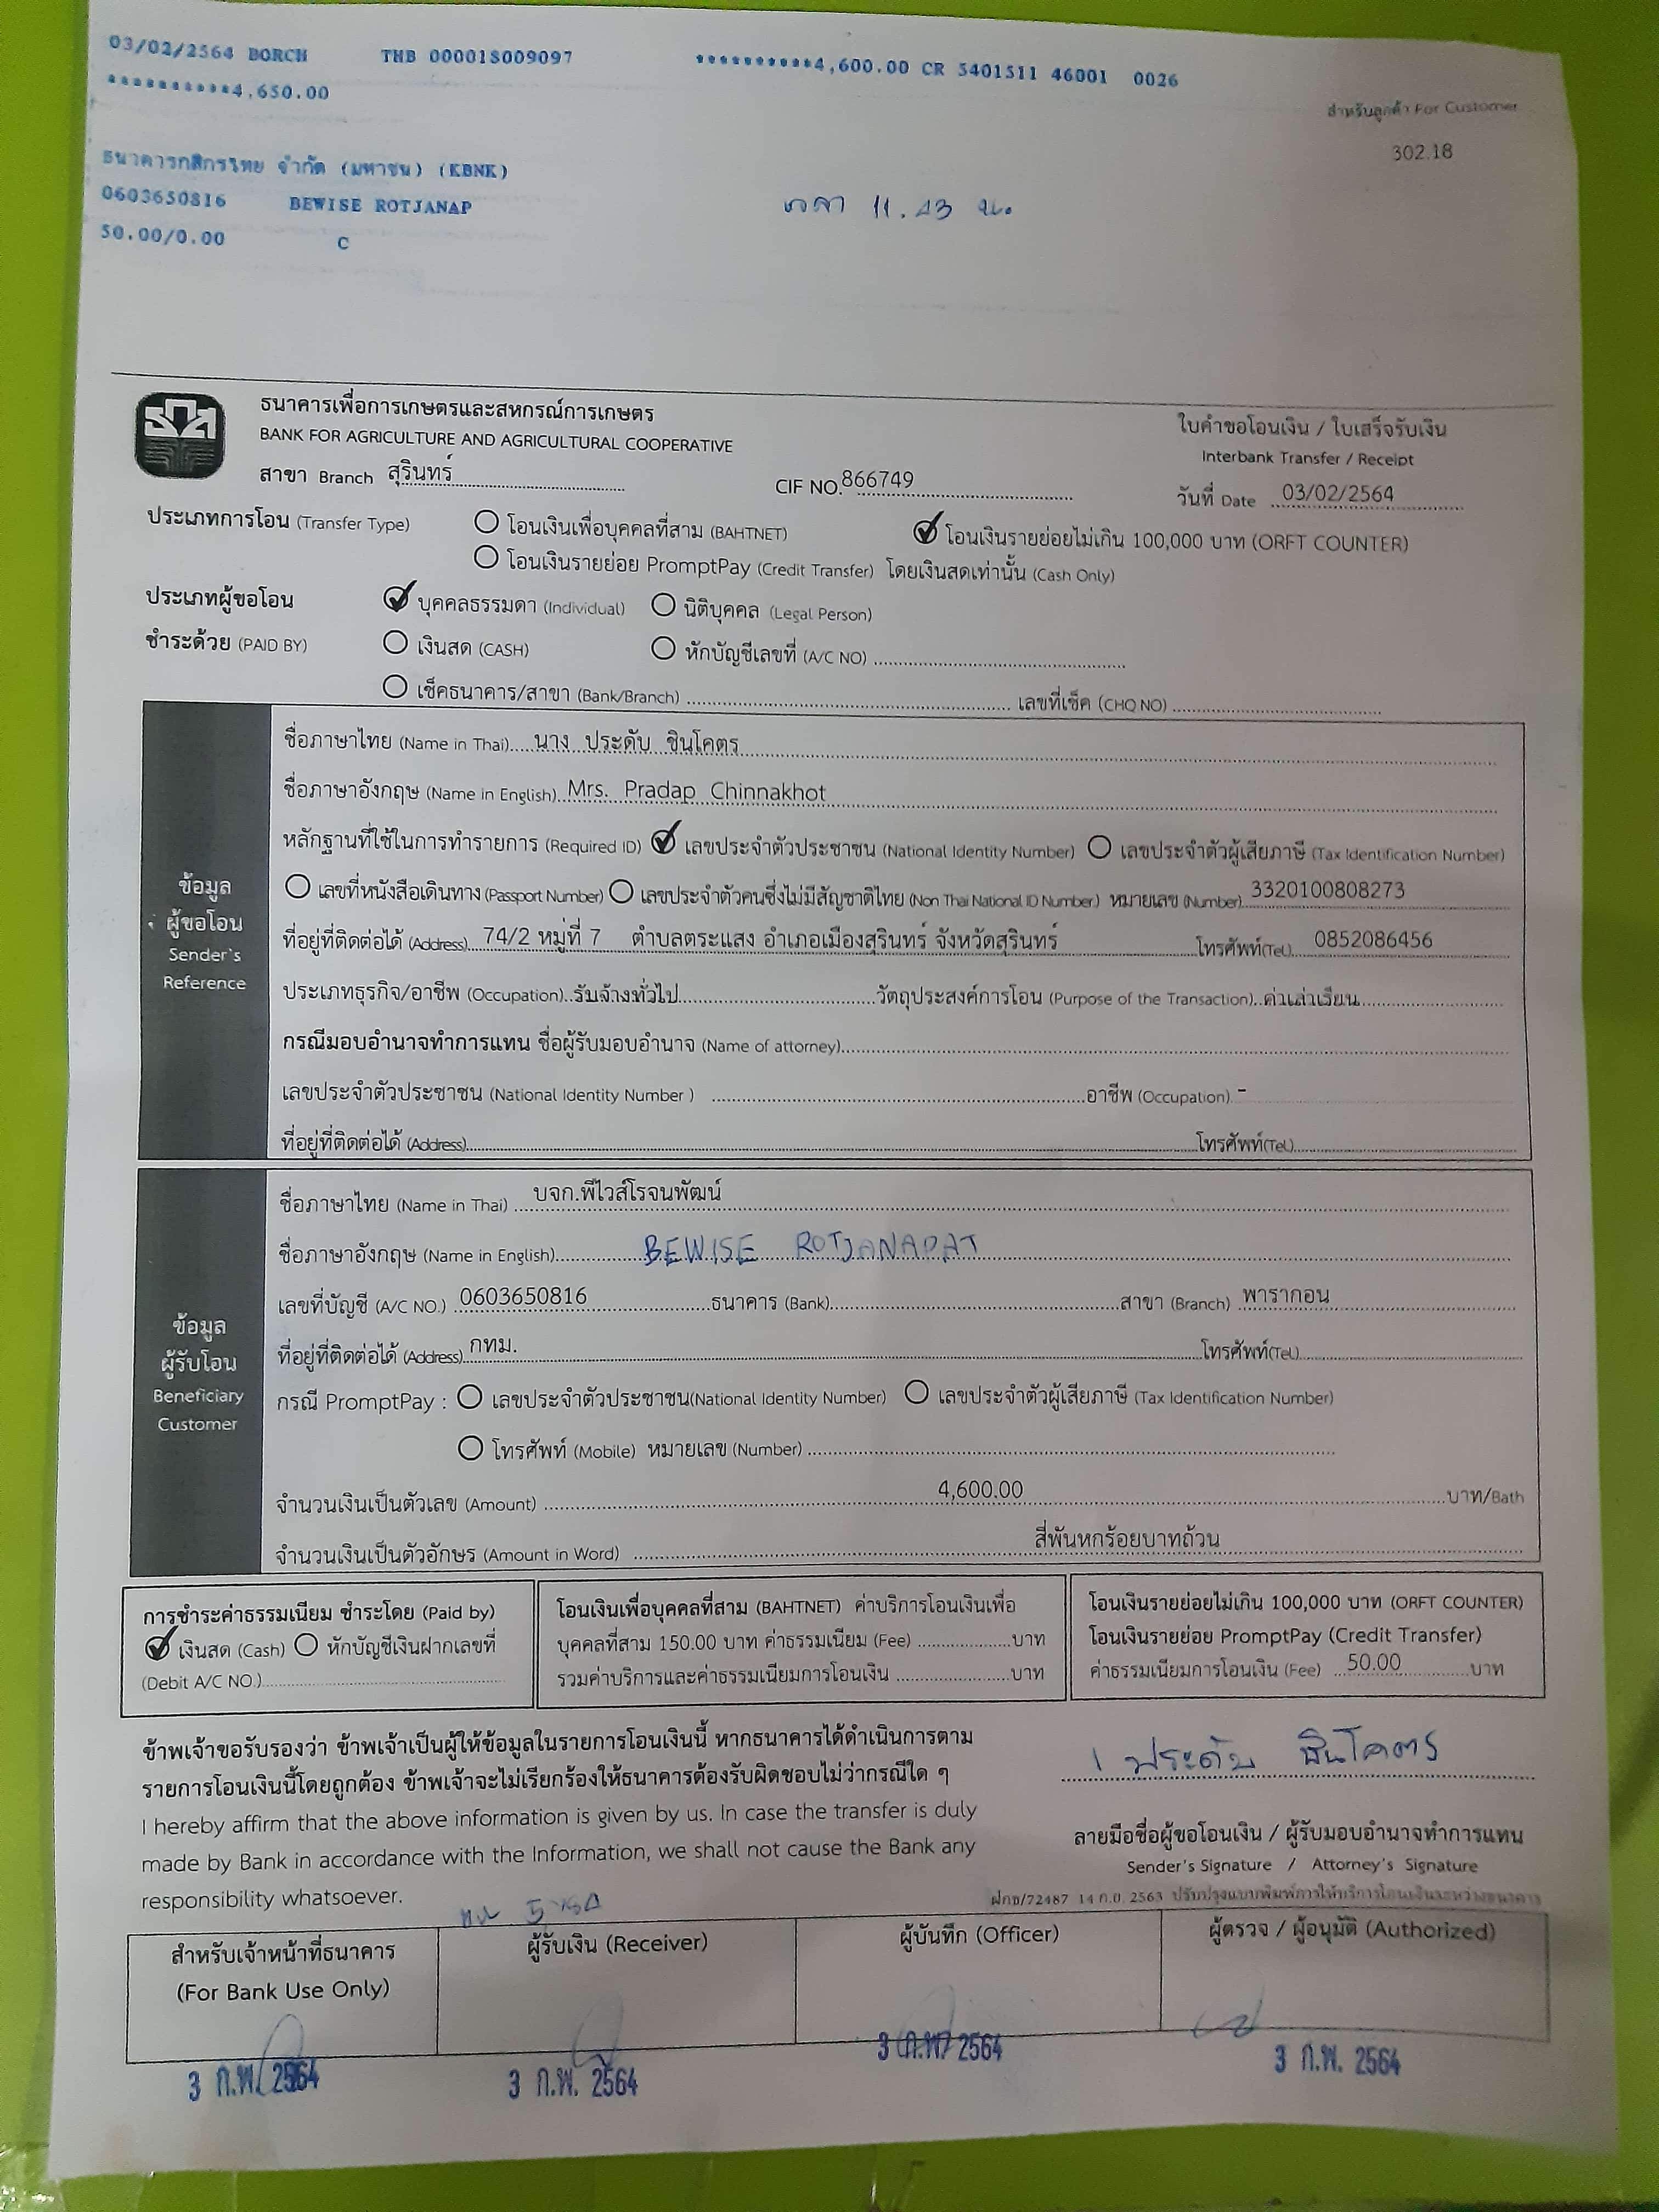 03/02/2564 BORCH THB 00001S009097 **********4,600.00 CR 5401511 46001 0026
**********4,650.00
สำหรับลูกค้า For Customer
302.18
ธนาคารกสิกรไทย จำกัด (มหาชน) (KBNK)
0603650816 BEWISE ROTJANAP
เวลา 11.43 น.
50.00/0.00 C
ธนาคารเพื่อการเกษตรและสหกรณ์การเกษตร
BANK FOR AGRICULTURE AND AGRICULTURAL COOPERATIVE
ใบคำขอโอนเงิน / ใบเสร็จรับเงิน
Interbank Transfer / Receipt
สาขา Branch สุรินทร์ CIF NO. 866749 วันที่ Date 03/02/2564
ประเภทการโอน (Transfer Type) โอนเงินเพื่อบุคคลที่สาม (BAHTNET) โอนเงินรายย่อยไม่เกิน 100,000 บาท (ORFT COUNTER)
โอนเงินรายย่อย PromptPay (Credit Transfer) โดยเงินสดเท่านั้น (Cash Only)
ประเภทผู้ขอโอน บุคคลธรรมดา (Individual) นิติบุคคล (Legal Person)
ชำระด้วย (PAID BY) เงินสด (CASH) หักบัญชีเลขที่ (A/C NO)
เช็คธนาคาร/สาขา (Bank/Branch) เลขที่เช็ค (CHQ NO)
ข้อมูล
ผู้ขอโอน
Sender's
Reference
ชื่อภาษาไทย (Name in Thai) นาง ประดับ ชินโคตร
ชื่อภาษาอังกฤษ (Name in English) Mrs. Pradap Chinnakhot
หลักฐานที่ใช้ในการทำรายการ (Required ID) เลขประจำตัวประชาชน (National Identity Number) เลขประจำตัวผู้เสียภาษี (Tax Identification Number)
เลขที่หนังสือเดินทาง (Passport Number) เลขประจำตัวคนซึ่งไม่มีสัญชาติไทย (Non Thai National ID Number) หมายเลข (Number) 3320100808273
ที่อยู่ที่ติดต่อได้ (Address) 74/2 หมู่ที่ 7 ตำบลตระแสง อำเภอเมืองสุรินทร์ จังหวัดสุรินทร์ โทรศัพท์(Tel.) 0852086456
ประเภทธุรกิจ/อาชีพ (Occupation) รับจ้างทั่วไป วัตถุประสงค์การโอน (Purpose of the Transaction) ค่าเล่าเรียน
กรณีมอบอำนาจทำการแทน ชื่อผู้รับมอบอำนาจ (Name of attorney)
เลขประจำตัวประชาชน (National Identity Number ) อาชีพ (Occupation) -
ที่อยู่ที่ติดต่อได้ (Address) โทรศัพท์(Tel.)
ข้อมูล
ผู้รับโอน
Beneficiary
Customer
ชื่อภาษาไทย (Name in Thai) บจก.พีไวส์โรจนพัฒน์
ชื่อภาษาอังกฤษ (Name in English) BEWISE ROTJANAPAT
เลขที่บัญชี (A/C NO.) 0603650816 ธนาคาร (Bank) สาขา (Branch) พารากอน
ที่อยู่ที่ติดต่อได้ (Address) กทม. โทรศัพท์(Tel.)
กรณี PromptPay : เลขประจำตัวประชาชน(National Identity Number) เลขประจำตัวผู้เสียภาษี (Tax Identification Number)
โทรศัพท์ (Mobile) หมายเลข (Number)
จำนวนเงินเป็นตัวเลข (Amount) 4,600.00 บาท/Bath
จำนวนเงินเป็นตัวอักษร (Amount in Word) สี่พันหกร้อยบาทถ้วน
การชำระค่าธรรมเนียม ชำระโดย (Paid by)
เงินสด (Cash) หักบัญชีเงินฝากเลขที่
(Debit A/C NO.)
โอนเงินเพื่อบุคคลที่สาม (BAHTNET) ค่าบริการโอนเงินเพื่อ
บุคคลที่สาม 150.00 บาท ค่าธรรมเนียม (Fee) บาท
รวมค่าบริการและค่าธรรมเนียมการโอนเงิน บาท
โอนเงินรายย่อยไม่เกิน 100,000 บาท (ORFT COUNTER)
โอนเงินรายย่อย PromptPay (Credit Transfer)
ค่าธรรมเนียมการโอนเงิน (Fee) 50.00 บาท
ข้าพเจ้าขอรับรองว่า ข้าพเจ้าเป็นผู้ให้ข้อมูลในรายการโอนเงินนี้ หากธนาคารได้ดำเนินการตาม
รายการโอนเงินนี้โดยถูกต้อง ข้าพเจ้าจะไม่เรียกร้องให้ธนาคารต้องรับผิดชอบไม่ว่ากรณีใด ๆ
I hereby affirm that the above information is given by us. In case the transfer is duly
made by Bank in accordance with the Information, we shall not cause the Bank any
responsibility whatsoever.
ประดับ ชินโคตร
ลายมือชื่อผู้ขอโอนเงิน / ผู้รับมอบอำนาจทำการแทน
Sender's Signature / Attorney's Signature
ฝกธ/72487 14 ก.ย. 2563 ปรับปรุงแบบพิมพ์การให้บริการโอนเงินระหว่างธนาคาร
สำหรับเจ้าหน้าที่ธนาคาร
(For Bank Use Only)
ผู้รับเงิน (Receiver) ผู้บันทึก (Officer) ผู้ตรวจ / ผู้อนุมัติ (Authorized)
3 ก.พ. 2564 3 ก.พ. 2564 3 ก.พ. 2564 3 ก.พ. 2564